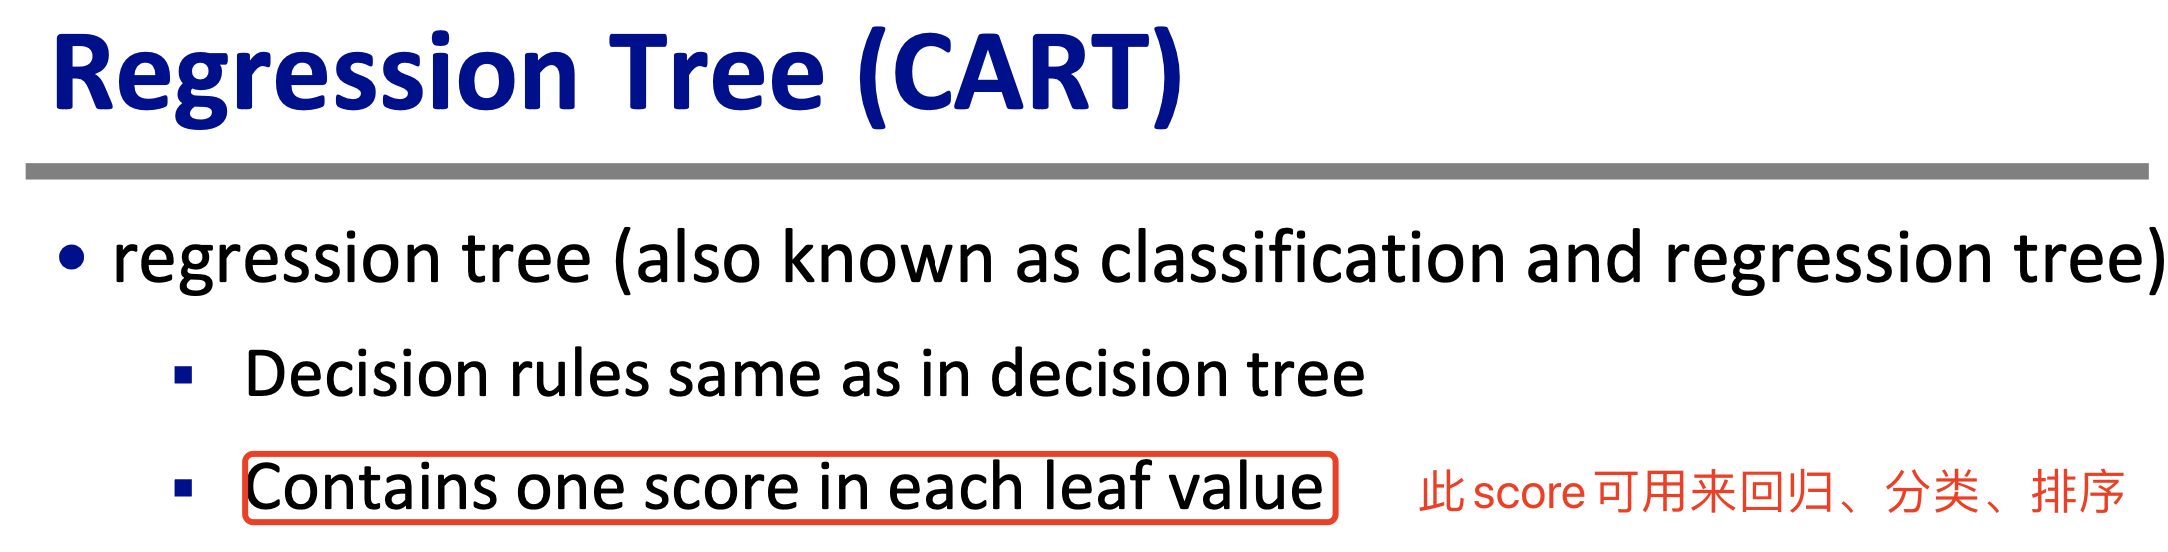 Regression Tree (CART)
• regression tree (also known as classification and regression tree)
▪ Decision rules same as in decision tree
▪ Contains one score in each leaf value 此score可用来回归、分类、排序